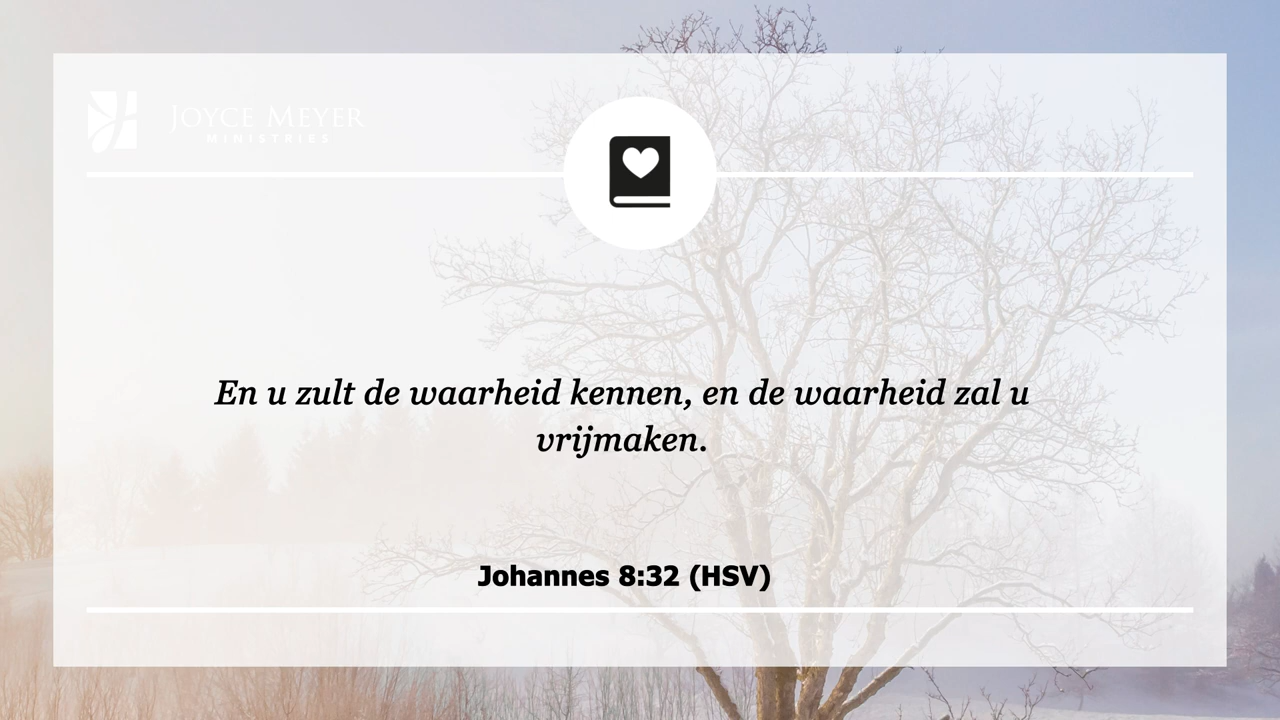 JOYCE MEYER
MINISTRIES
En u zult de waarheid kennen, en de waarheid zal u
vrijmaken.
Johannes 8:32 (HSV)